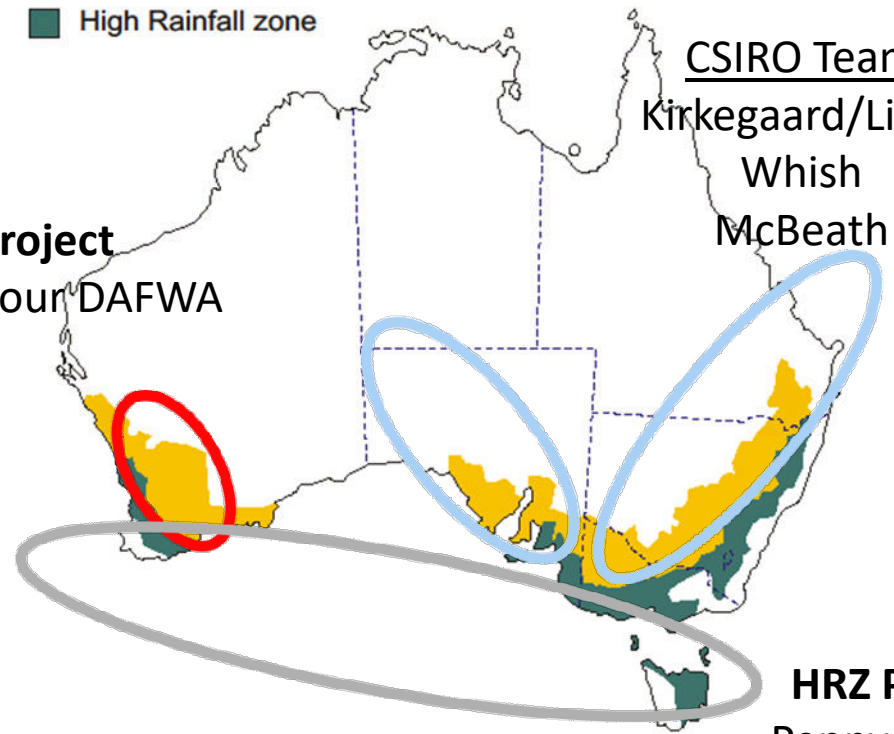 High Rainfall zone
CSIRO Tear
Kirkegaard/Li
Whish
McBeath
roject
our DAFWA
HRZ P